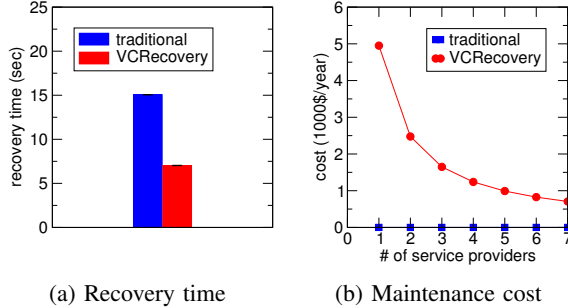 25
20
15
10
5
0
recovery time (sec)
traditional
VCRecovery
(a) Recovery time
6
5
4
3
2
1
0
cost (1000$/year)
traditional
VCRecovery
0 1 2 3 4 5 6 7
# of service providers
(b) Maintenance cost